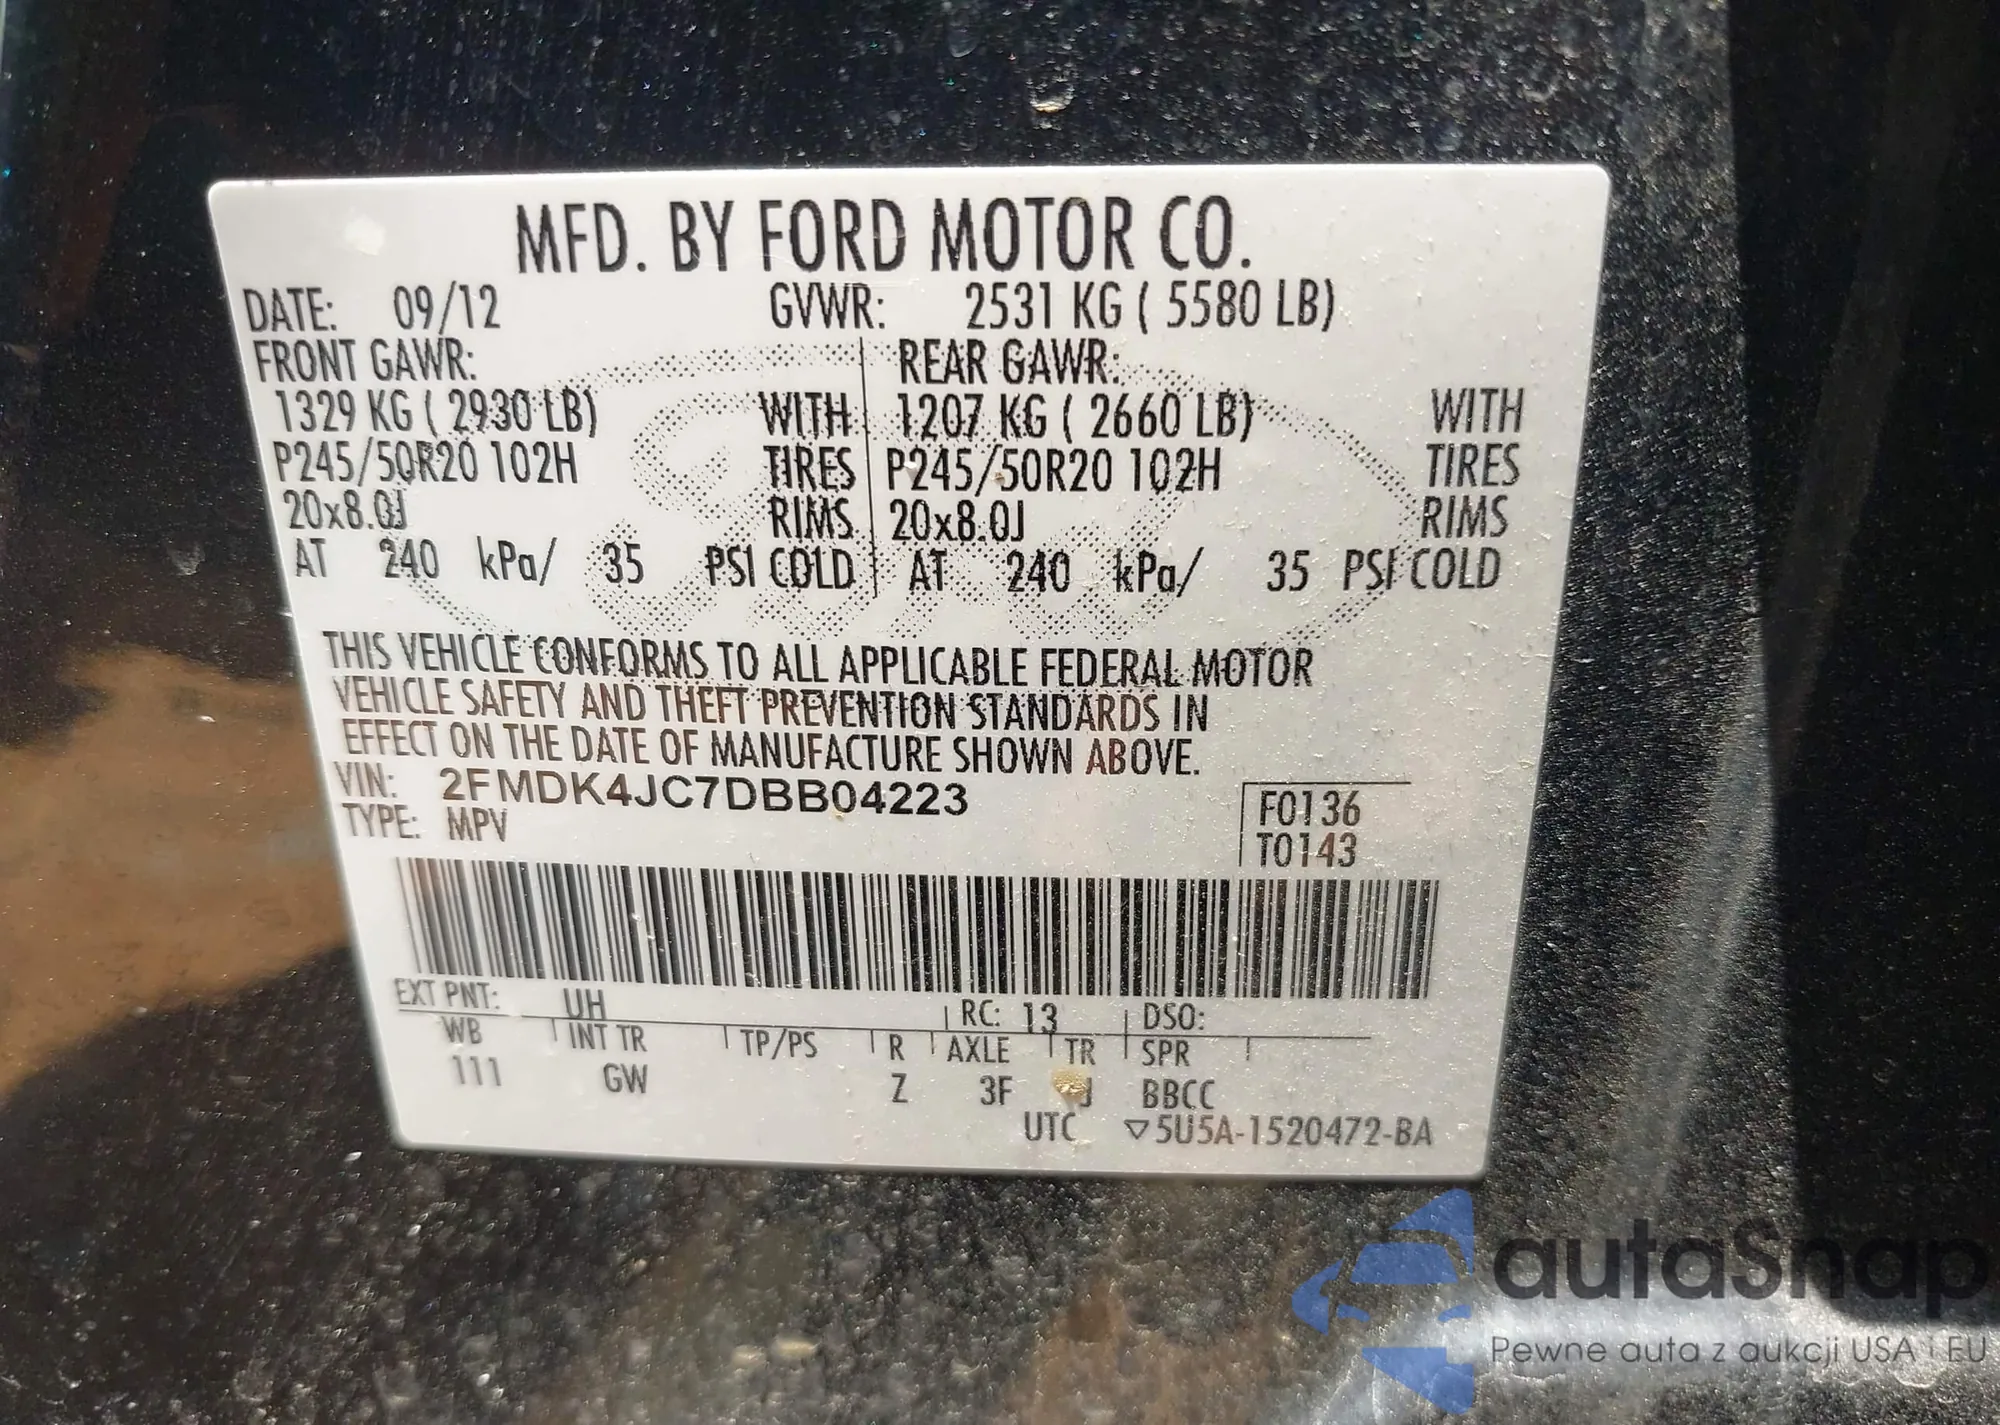 MFD. BY FORD MOTOR CO.
DATE: 09/12 GVWR: 2531 KG ( 5580 LB)
FRONT GAWR: REAR GAWR:
1329 KG ( 2930 LB) WITH 1207 KG ( 2660 LB) WITH
P245/50R20 102H TIRES P245/50R20 102H TIRES
20x8.0J RIMS 20x8.0J RIMS
AT 240 kPa/ 35 PSI COLD AT 240 kPa/ 35 PSI COLD
THIS VEHICLE CONFORMS TO ALL APPLICABLE FEDERAL MOTOR
VEHICLE SAFETY AND THEFT PREVENTION STANDARDS IN
EFFECT ON THE DATE OF MANUFACTURE SHOWN ABOVE.
VIN: 2FMDK4JC7DBB04223
TYPE: MPV
F0136
T0143
EXT PNT: UH RC: 13 DSO:
WB INT TR TP/PS R AXLE TR SPR
111 GW Z 3F J BBCC
UTC ▽5U5A-1520472-BA
autaSnap
Pewne auta z aukcji USA i EU